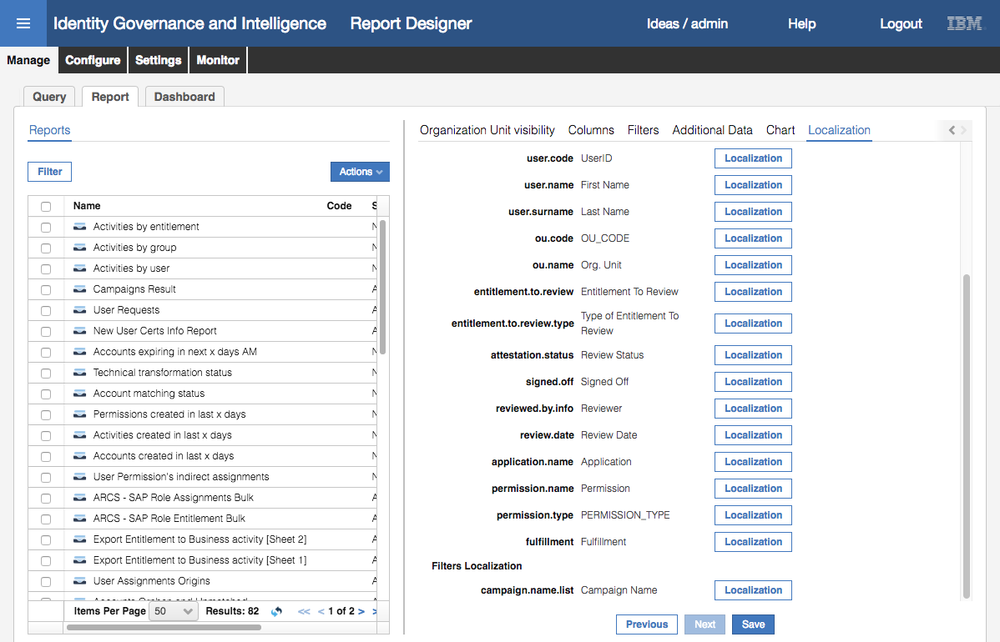 Identity Governance and Intelligence Report Designer Ideas / admin Help Logout IBM
Manage Configure Settings Monitor
Query Report Dashboard
Reports
Filter Actions
Name Code S
Activities by entitlement N
Activities by group N
Activities by user N
Campaigns Result A
User Requests A
New User Certs Info Report A
Accounts expiring in next x days AM N
Technical transformation status N
Account matching status N
Permissions created in last x days N
Activities created in last x days N
Accounts created in last x days N
User Permission's indirect assignments N
ARCS - SAP Role Assignments Bulk A
ARCS - SAP Role Entitlement Bulk A
Export Entitlement to Business activity [Sheet 2] A
Export Entitlement to Business activity [Sheet 1] A
User Assignments Origins A
Accounts Orphan and Unmatched
Items Per Page 50 Results: 82 << < 1 of 2 > >
Organization Unit visibility Columns Filters Additional Data Chart Localization < >
user.code UserID Localization
user.name First Name Localization
user.surname Last Name Localization
ou.code OU_CODE Localization
ou.name Org. Unit Localization
entitlement.to.review Entitlement To Review Localization
entitlement.to.review.type Type of Entitlement To
Review Localization
attestation.status Review Status Localization
signed.off Signed Off Localization
reviewed.by.info Reviewer Localization
review.date Review Date Localization
application.name Application Localization
permission.name Permission Localization
permission.type PERMISSION_TYPE Localization
fulfillment Fulfillment Localization
Filters Localization
campaign.name.list Campaign Name Localization
Previous Next Save